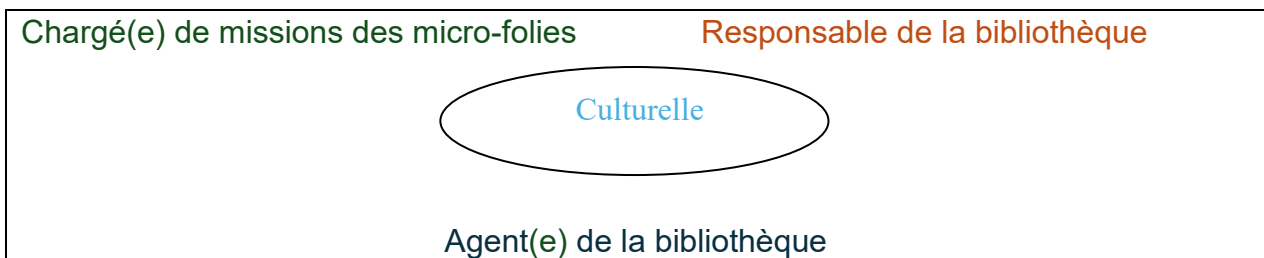 Chargé(e) de missions des micro-folies Responsable de la bibliothèque
Culturelle
Agent(e) de la bibliothèque